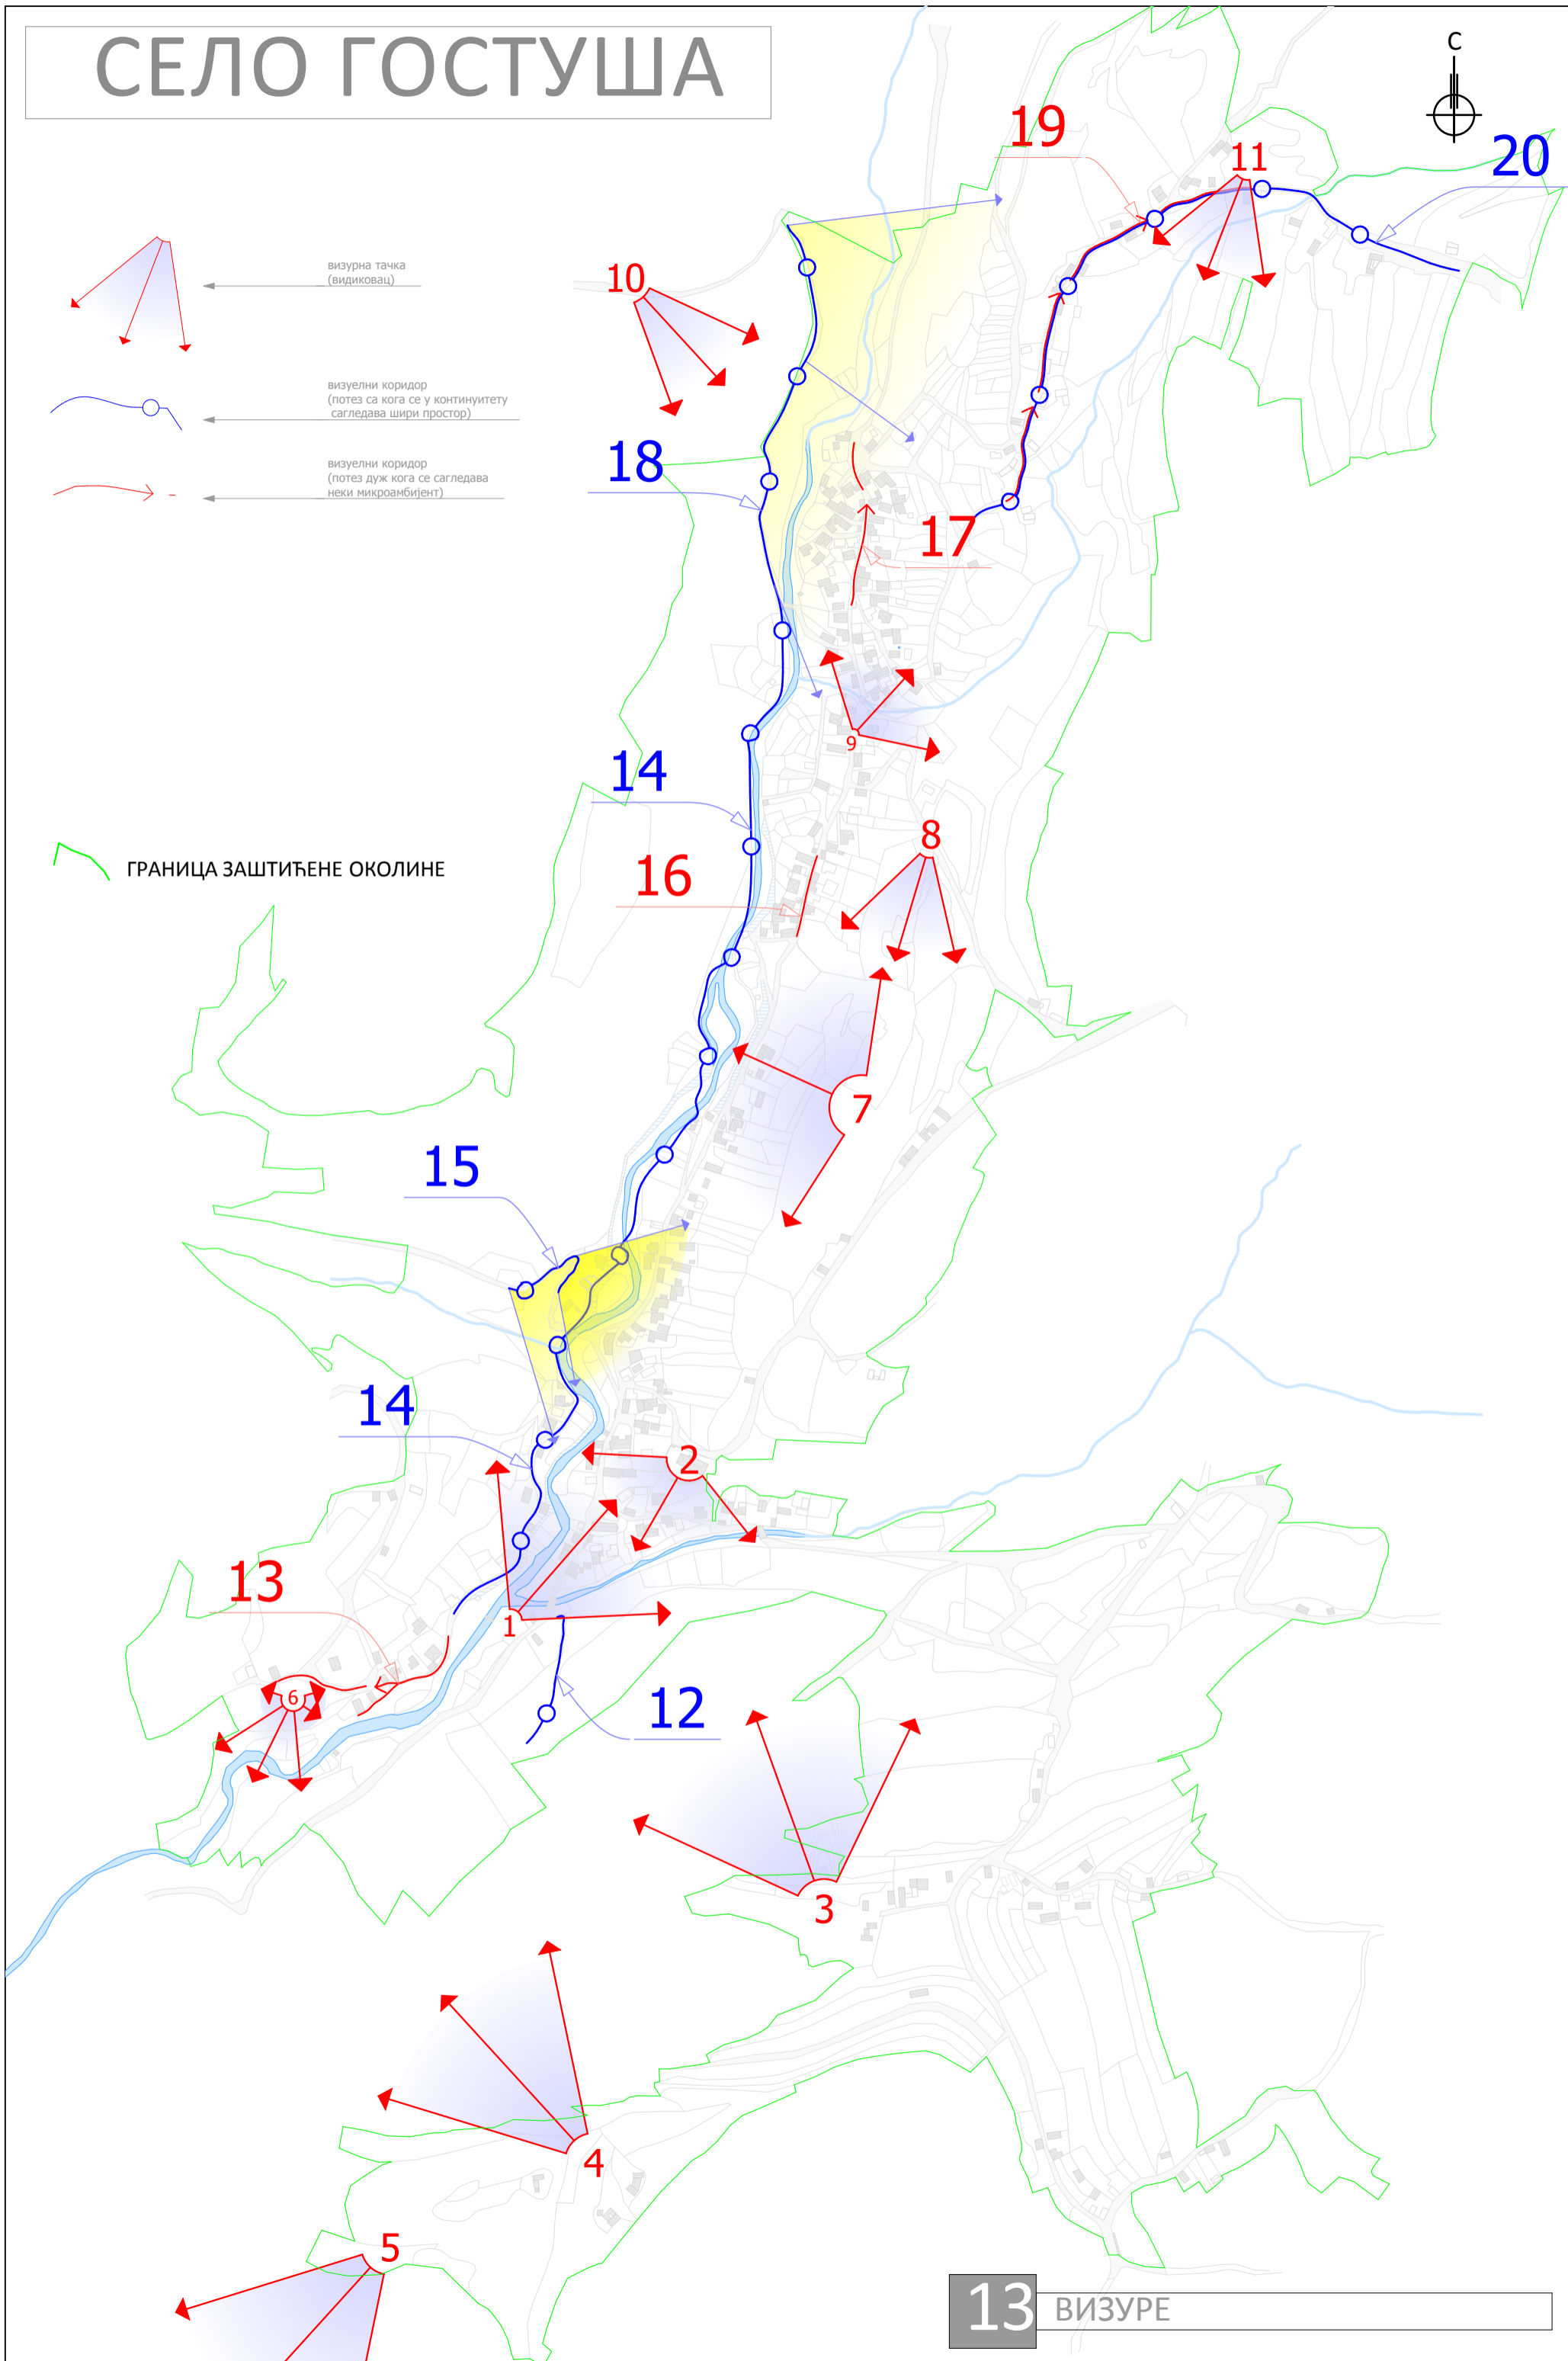 СЕЛО ГОСТУША
С
19
11
20
визурна тачка
(видиковац)
10
визуелни коридор
(потез са кога се у континуитету
сагледава шири простор)
18
визуелни коридор
(потез дуж кога се сагледава
неки микроамбијент)
17
9
14
8
16
ГРАНИЦА ЗАШТИЋЕНЕ ОКОЛИНЕ
7
15
14
2
13
1
6
12
3
4
5
13 ВИЗУРЕ